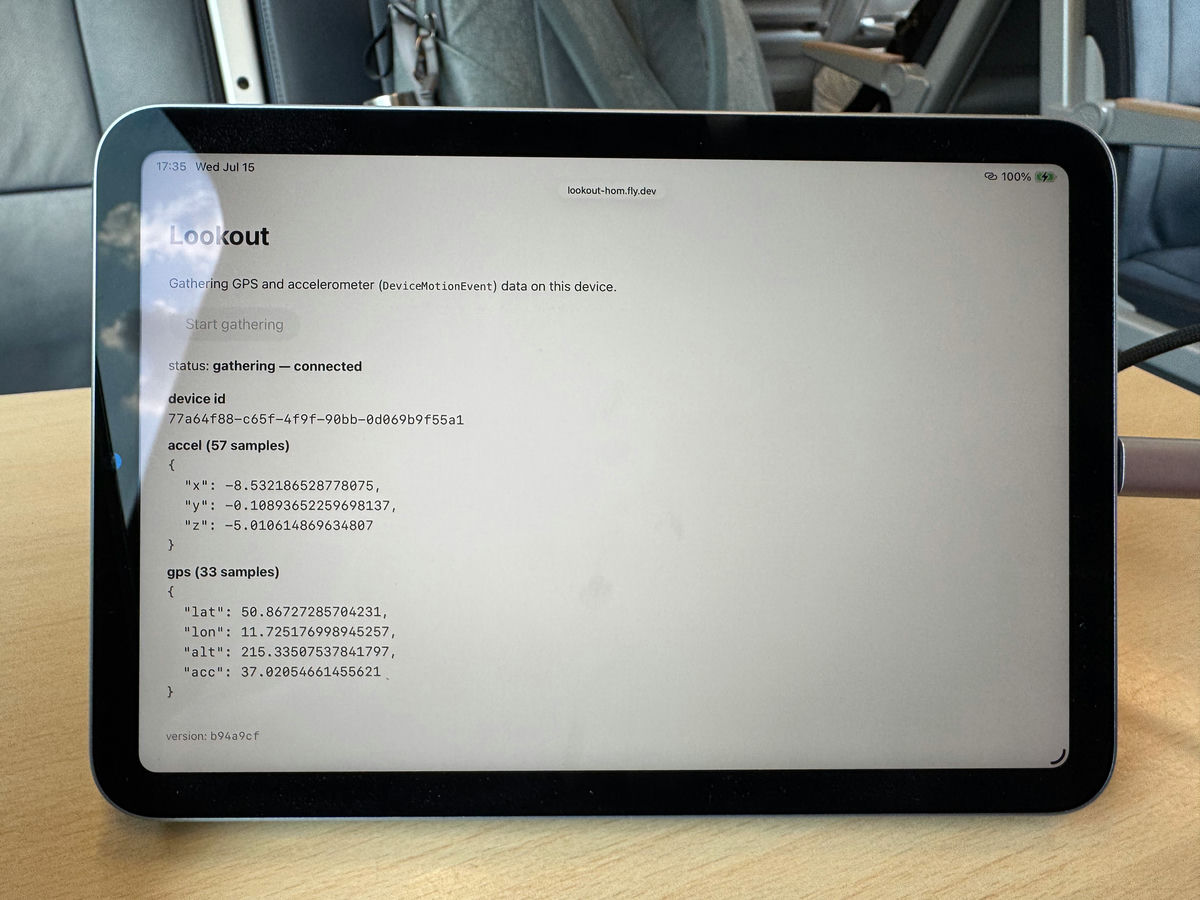 17:35 Wed Jul 15
100%
lookout-hom.fly.dev
Lookout
Gathering GPS and accelerometer (DeviceMotionEvent) data on this device.
Start gathering
status: gathering — connected
device id
77a64f88-c65f-4f9f-90bb-0d069b9f55a1
accel (57 samples)
{
  "x": -8.532186528778075,
  "y": -0.10893652259698137,
  "z": -5.010614869634807
}
gps (33 samples)
{
  "lat": 50.86727285704231,
  "lon": 11.725176998945257,
  "alt": 215.33507537841797,
  "acc": 37.02054661455621
}
version: b94a9cf